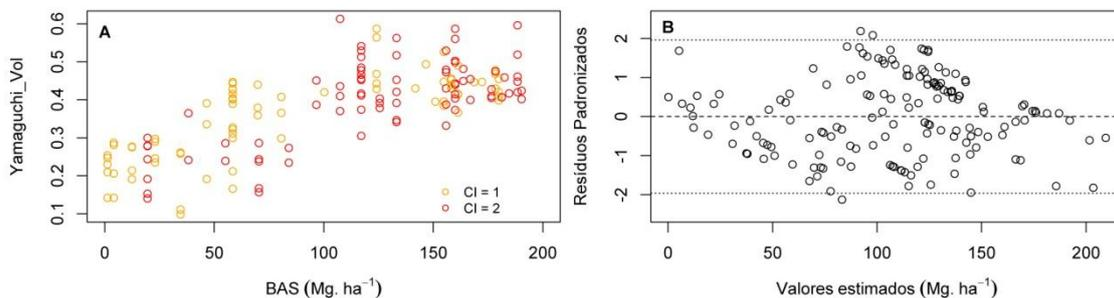 A
Yamaguchi_Vol
0.6
0.5
0.4
0.3
0.2
0.1
CI = 1
CI = 2
0 50 100 150 200
BAS (Mg. ha⁻¹)
B
Resíduos Padronizados
2
1
0
-1
-2
0 50 100 150 200
Valores estimados (Mg. ha⁻¹)